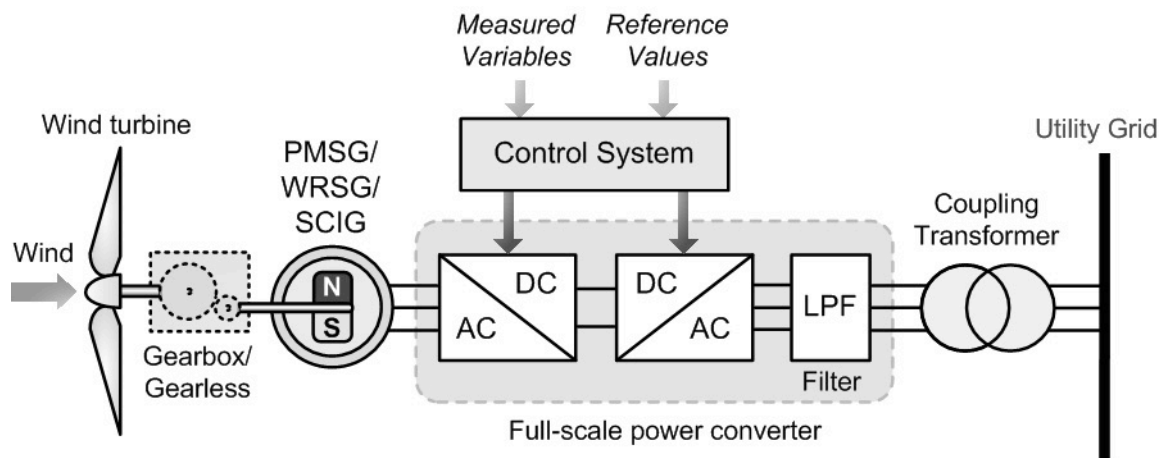 Measured
Variables
Reference
Values
Wind turbine
Control System
Utility Grid
PMSG/
WRSG/
SCIG
Coupling
Transformer
Wind
N
S
DC
AC
DC
AC
LPF
Gearbox/
Gearless
Filter
Full-scale power converter